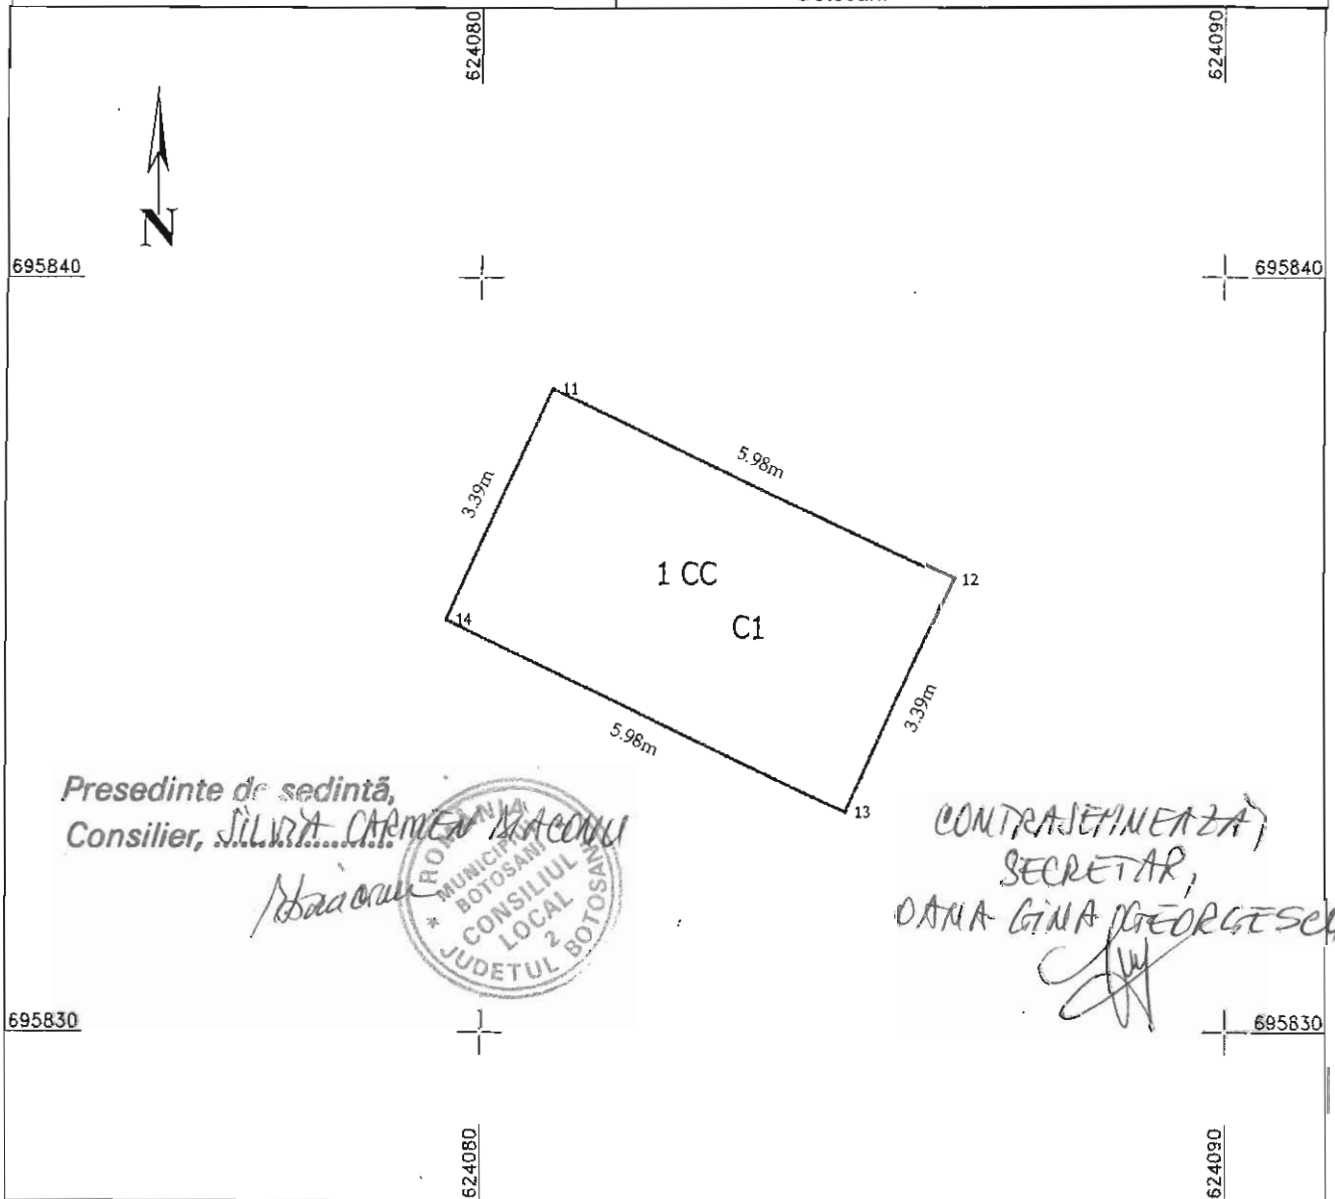 624080
624090
N
695840
695840
11
5.98m
3.39m
1 CC
12
14
C1
3.39m
5.98m
13
Presedinte de sedintă,
Consilier, SILVIA CARMEN
ROMÂNIA
MUNICIPIUL
BOTOSANI
CONSILIUL
LOCAL
2
* JUDETUL BOTOSANI
CONTRASEMNEAZĂ,
SECRETAR,
DANA GINA GEORGESCU
695830
695830
624080
624090